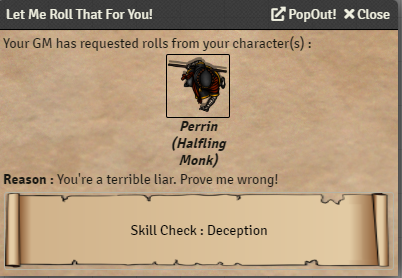 Let Me Roll That For You! PopOut! Close
Your GM has requested rolls from your character(s) :
Perrin
(Halfling
Monk)
Reason : You're a terrible liar. Prove me wrong!
Skill Check : Deception